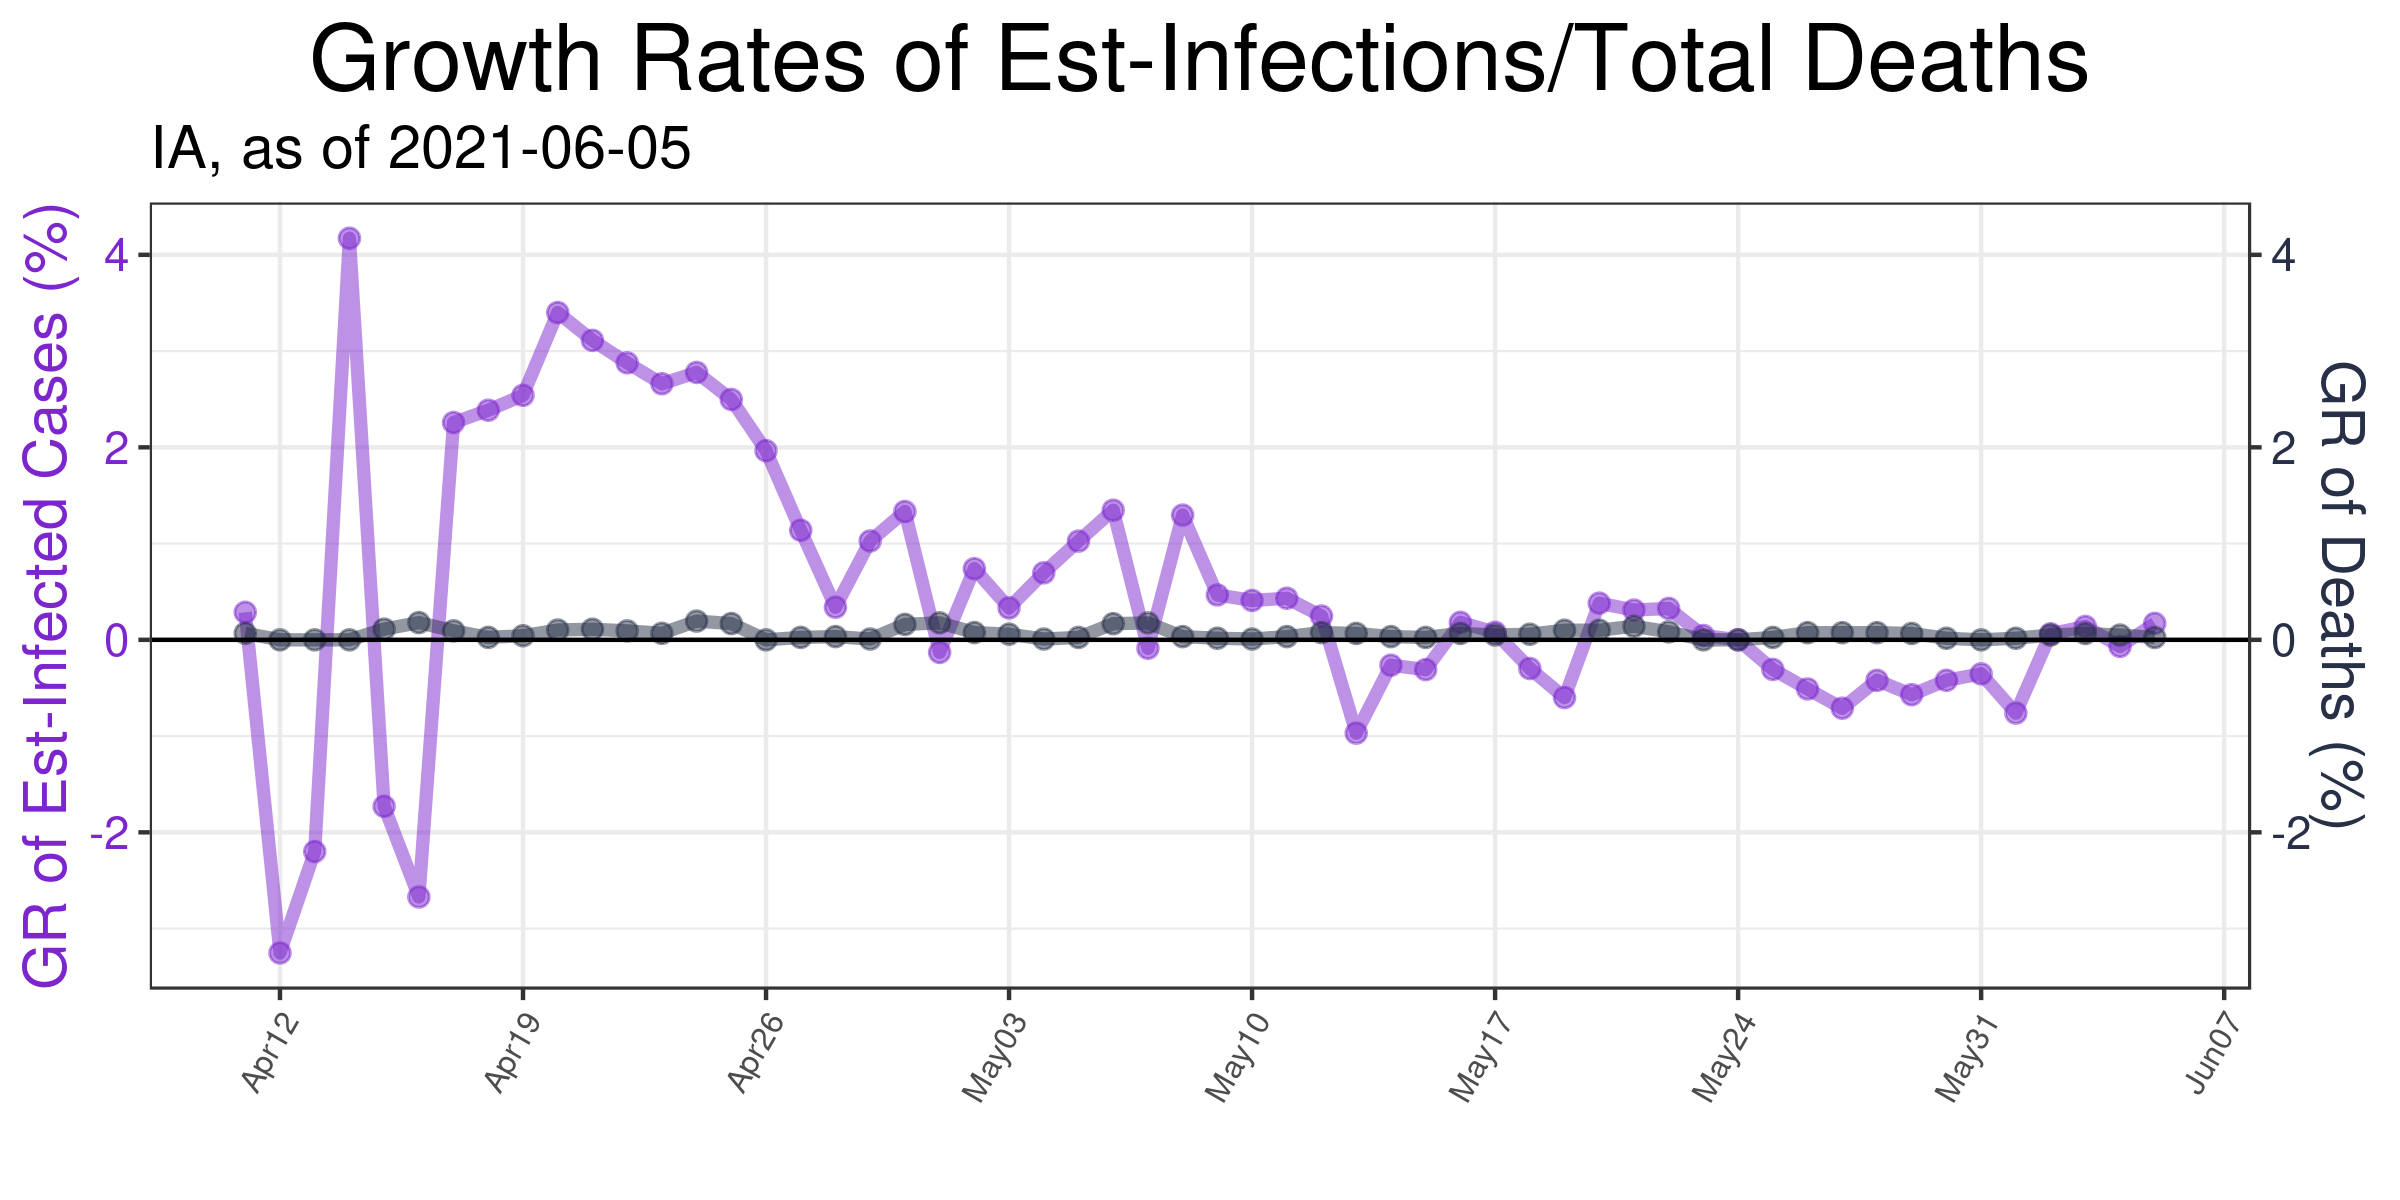 Growth Rates of Est-Infections/Total Deaths
IA, as of 2021-06-05
GR of Est-Infected Cases (%)
4
2
0
-2
4
2
0
-2
GR of Deaths (%)
Apr12
Apr19
Apr26
May03
May10
May17
May24
May31
Jun07